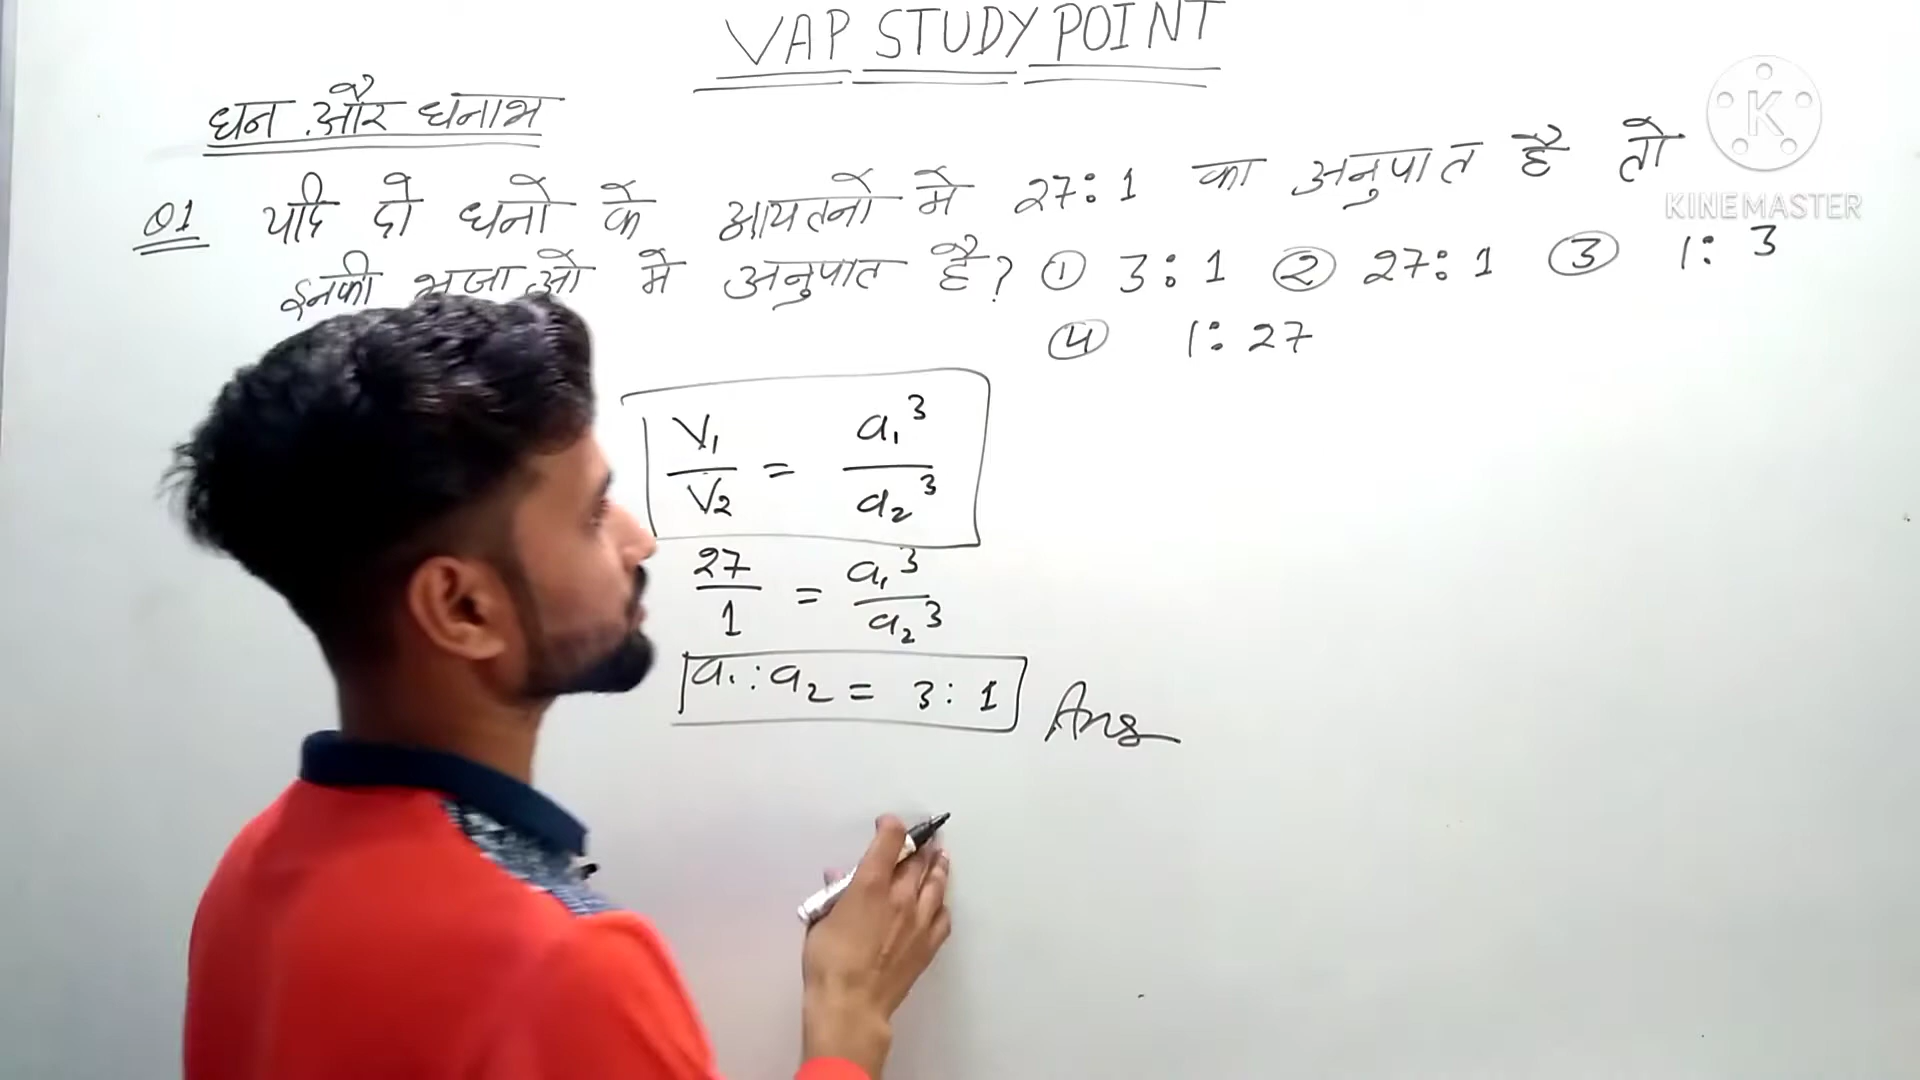 VAP STUDY POINT
घन और घनाभ
Q1 यदि दो घनो के आयतनो मे 27:1 का अनुपात है तो
इनकी भुजाओ मे अनुपात है? ① 3:1 ② 27:1 ③ 1:3
④ 1:27
V₁/V₂ = a₁³/a₂³
27/1 = a₁³/a₂³
a₁:a₂ = 3:1 Ans
K
KINEMASTER